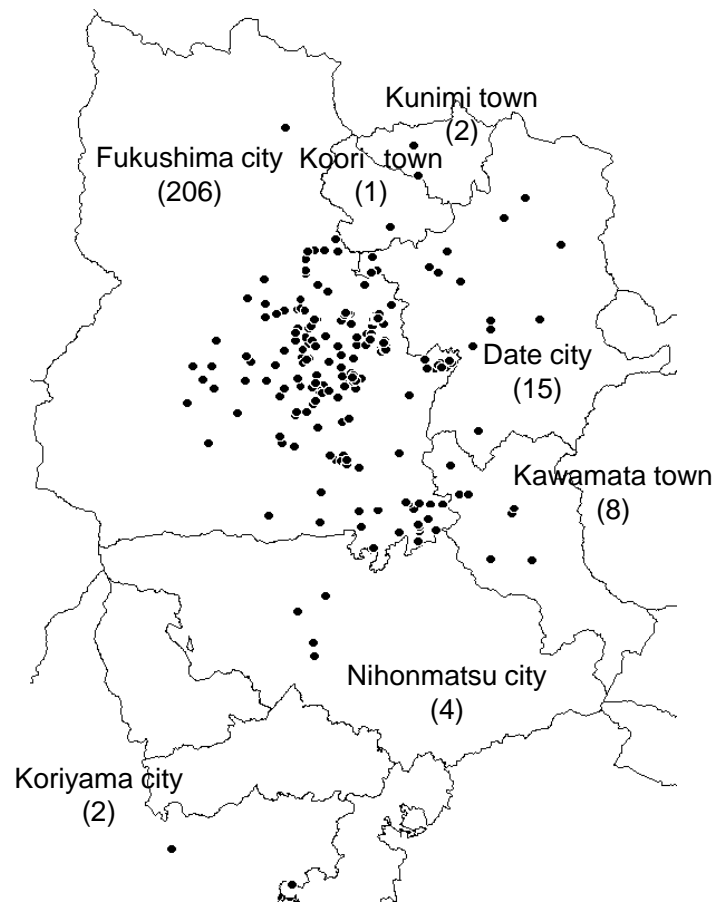 Kunimi town
(2)
Fukushima city
(206)
Koori town
(1)
Date city
(15)
Kawamata town
(8)
Nihonmatsu city
(4)
Koriyama city
(2)